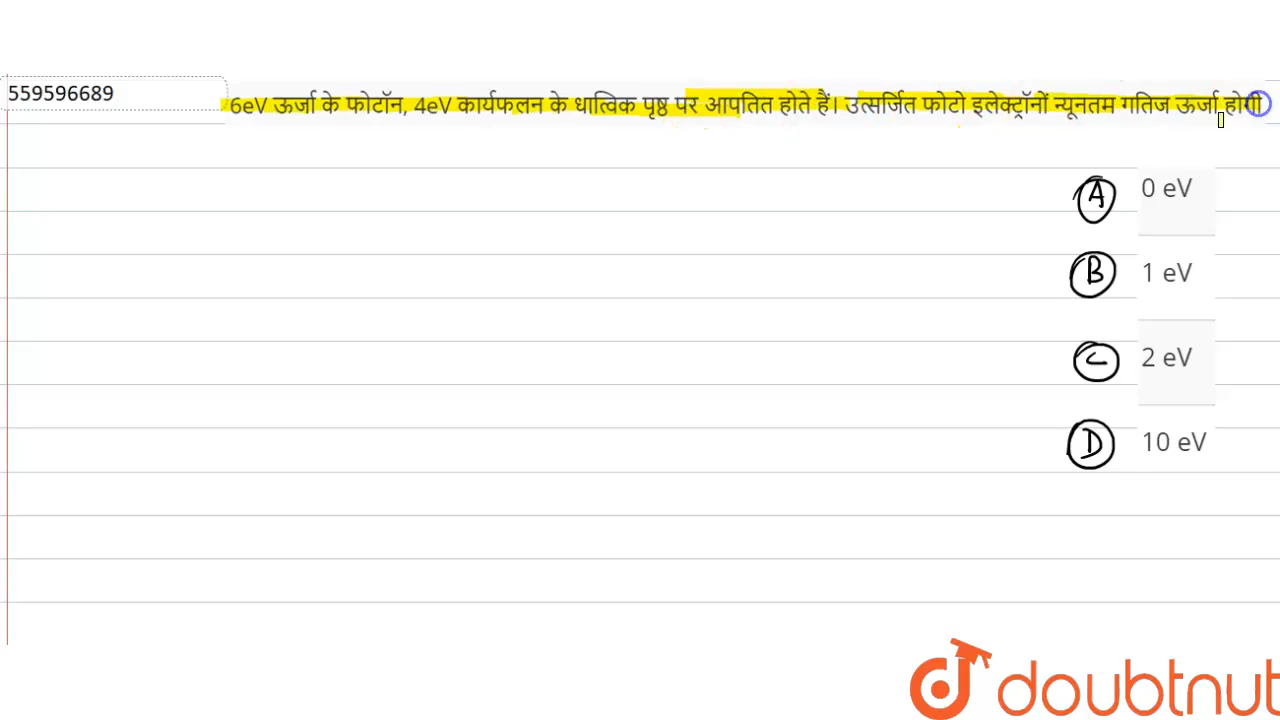 559596689
6eV ऊर्जा के फोटॉन, 4eV कार्यफलन के धात्विक पृष्ठ पर आपतित होते हैं। उत्सर्जित फोटो इलेक्ट्रॉनों न्यूनतम गतिज ऊर्जा होगी
A 0 eV
B 1 eV
C 2 eV
D 10 eV
doubtnut